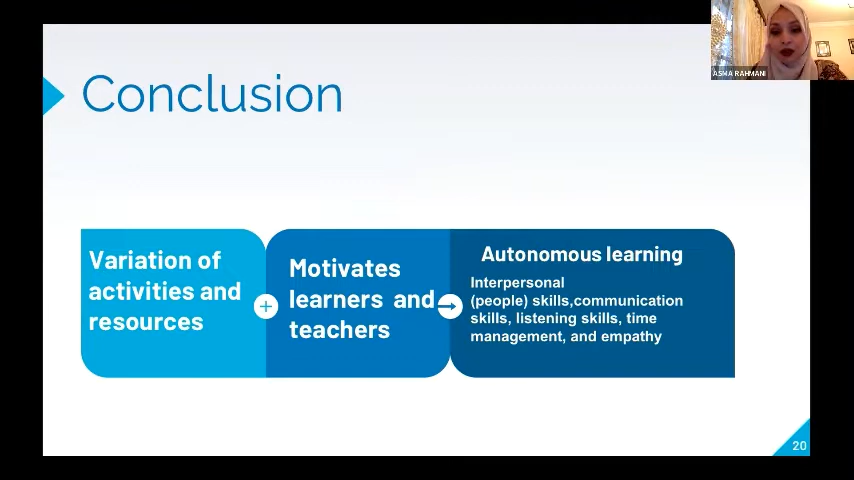 ASMA RAHMANI
Conclusion
Variation of
activities and
resources
+
Motivates
learners and
teachers
Autonomous learning
Interpersonal
(people) skills,communication
skills, listening skills, time
management, and empathy
20